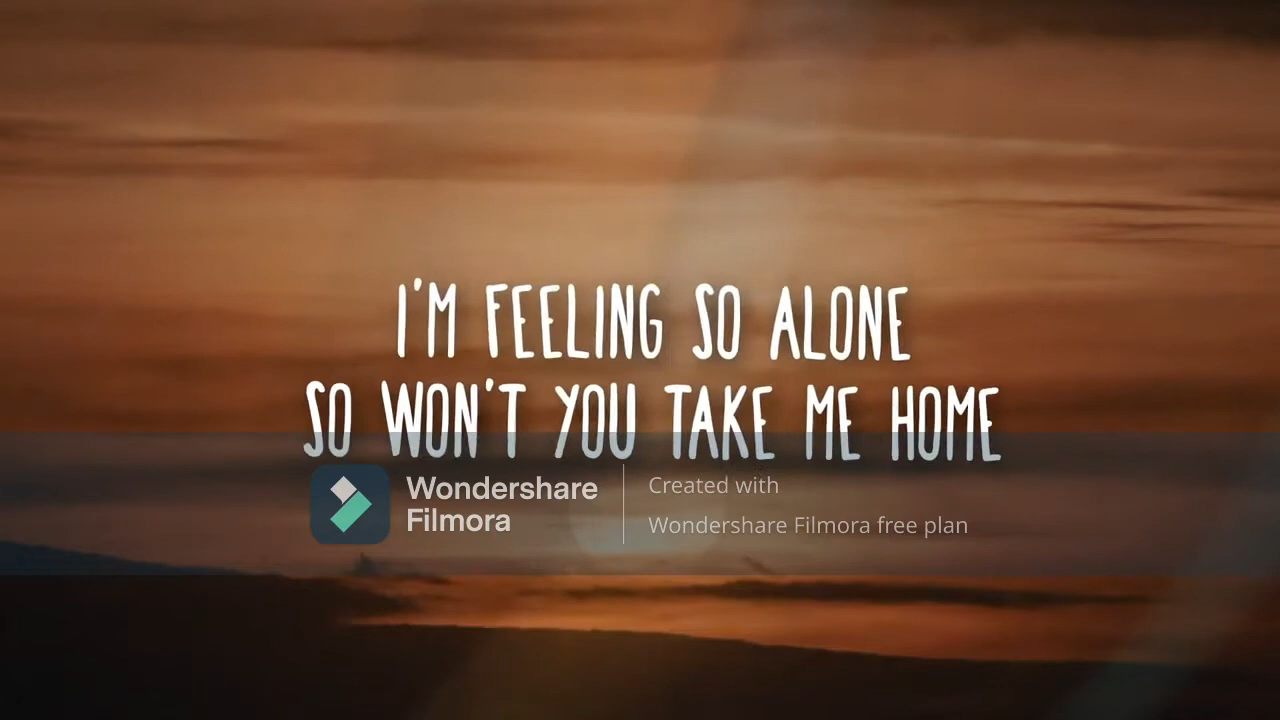 I'M FEELING SO ALONE
SO WON'T YOU TAKE ME HOME
Wondershare
Filmora
Created with
Wondershare Filmora free plan